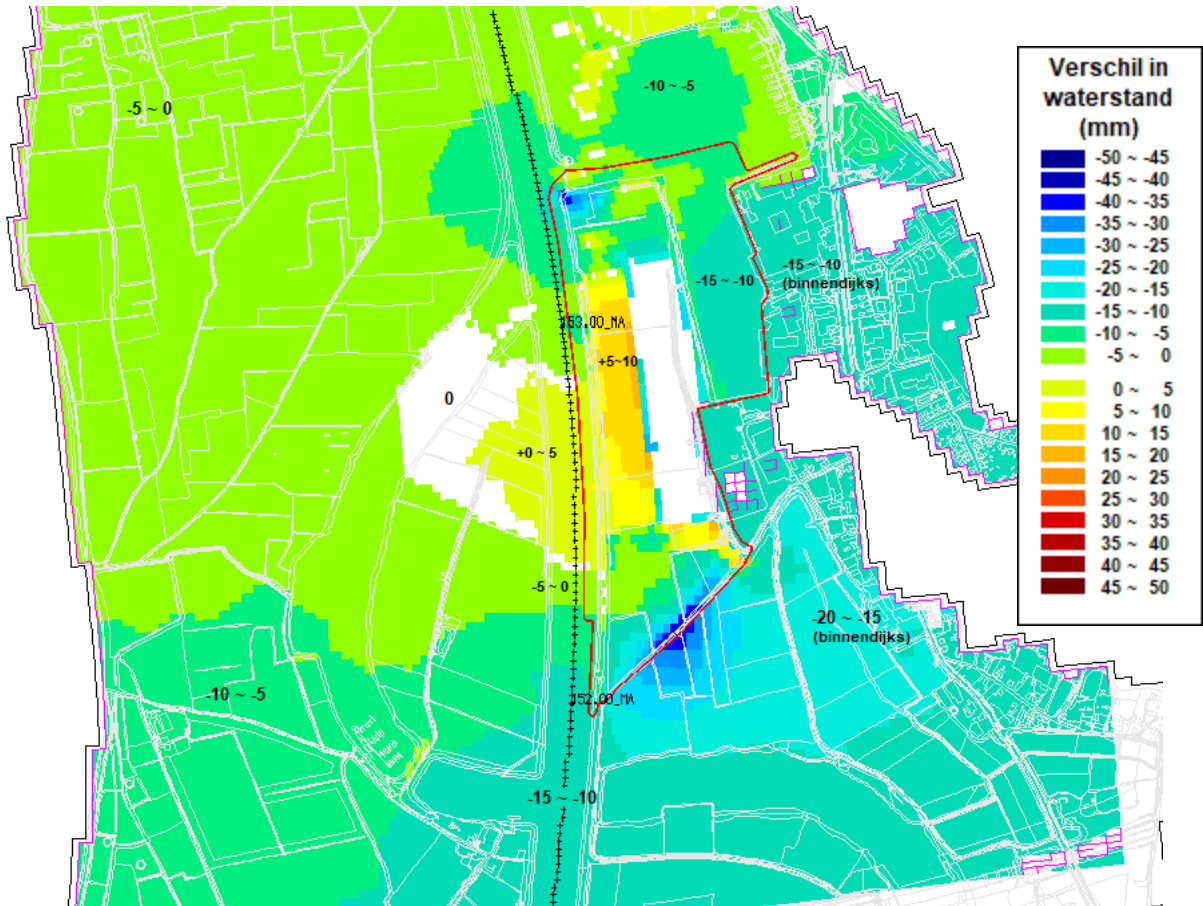 -5 ~ 0
-10 ~ -5
-15 ~ -10
-15 ~ -10
(binnendijks)
153.00_MA
+5~10
0
+0 ~ 5
-5 ~ 0
-20 ~ -15
(binnendijks)
-10 ~ -5
152.00_MA
-15 ~ -10
Verschil in
waterstand
(mm)
-50 ~ -45
-45 ~ -40
-40 ~ -35
-35 ~ -30
-30 ~ -25
-25 ~ -20
-20 ~ -15
-15 ~ -10
-10 ~ -5
-5 ~ 0
0 ~ 5
5 ~ 10
10 ~ 15
15 ~ 20
20 ~ 25
25 ~ 30
30 ~ 35
35 ~ 40
40 ~ 45
45 ~ 50